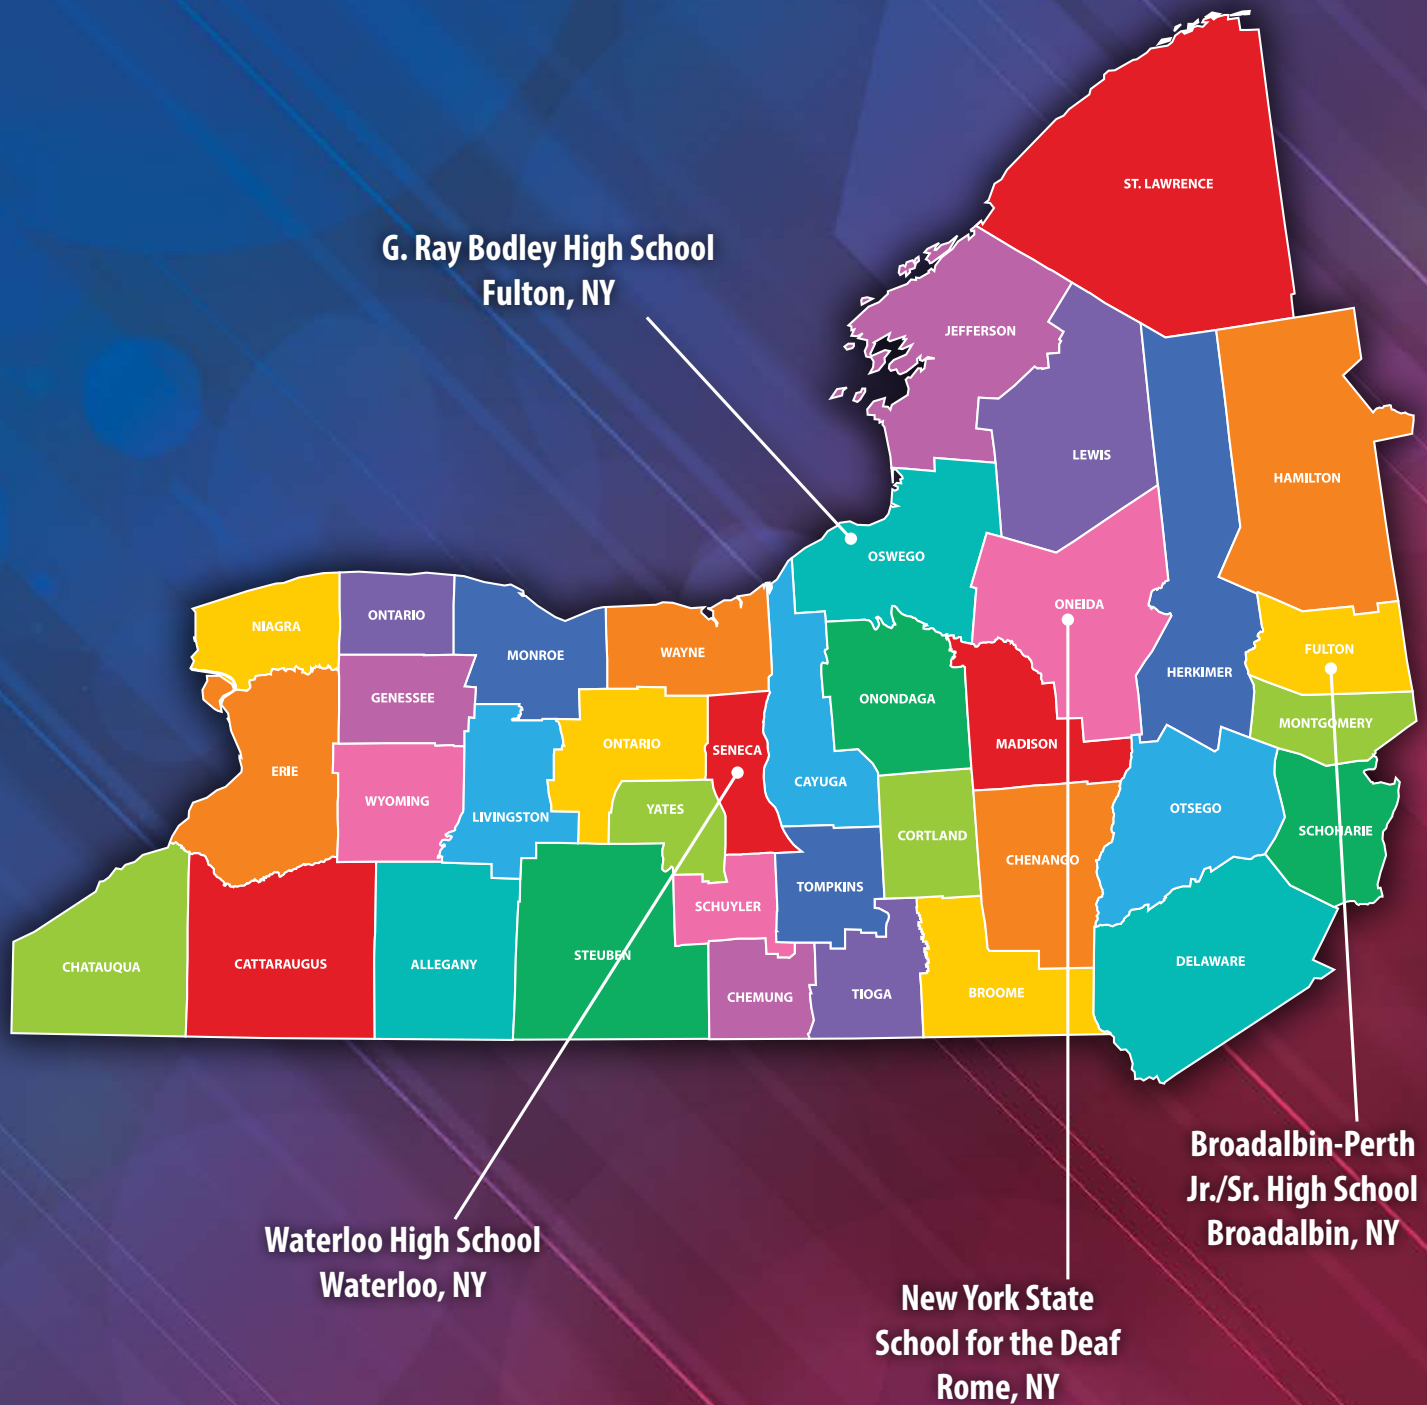 ST. LAWRENCE
G. Ray Bodley High School
Fulton, NY
JEFFERSON
LEWIS
HAMILTON
OSWEGO
ONEIDA
ONTARIO
NIAGRA
MONROE
WAYNE
FULTON
HERKIMER
GENESSEE
ONONDAGA
MONTGOMERY
ONTARIO
SENECA
MADISON
ERIE
CAYUGA
WYOMING
YATES
OTSEGO
LIVINGSTON
CORTLAND
SCHOHARIE
CHENANGO
TOMPKINS
SCHUYLER
STEUBEN
DELAWARE
CATTARAUGUS
ALLEGANY
CHATAUQUA
CHEMUNG
TIOGA
BROOME
Broadalbin-Perth
Jr./Sr. High School
Broadalbin, NY
Waterloo High School
Waterloo, NY
New York State
School for the Deaf
Rome, NY